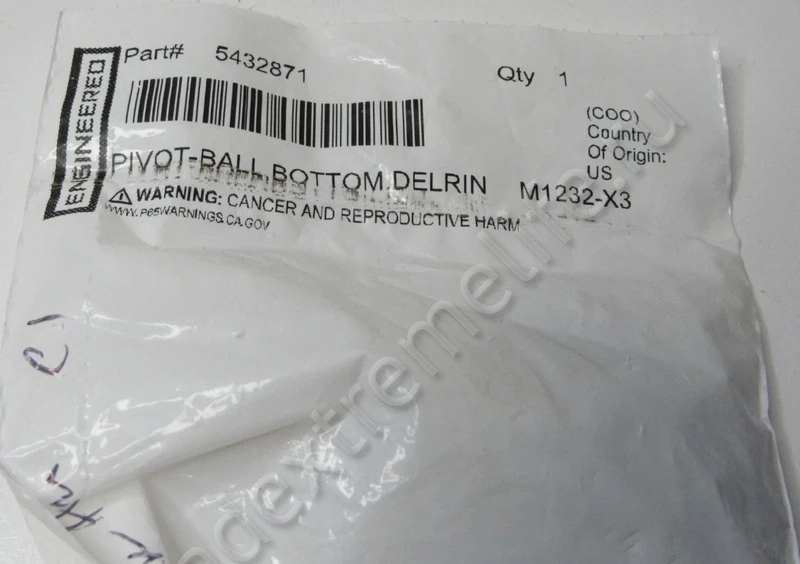 ENGINEERED
Part# 5432871
Qty 1
(COO)
Country
Of Origin:
US
PIVOT-BALL,BOTTOM,DELRIN
M1232-X3
WARNING: CANCER AND REPRODUCTIVE HARM
WWW.P65WARNINGS.CA.GOV